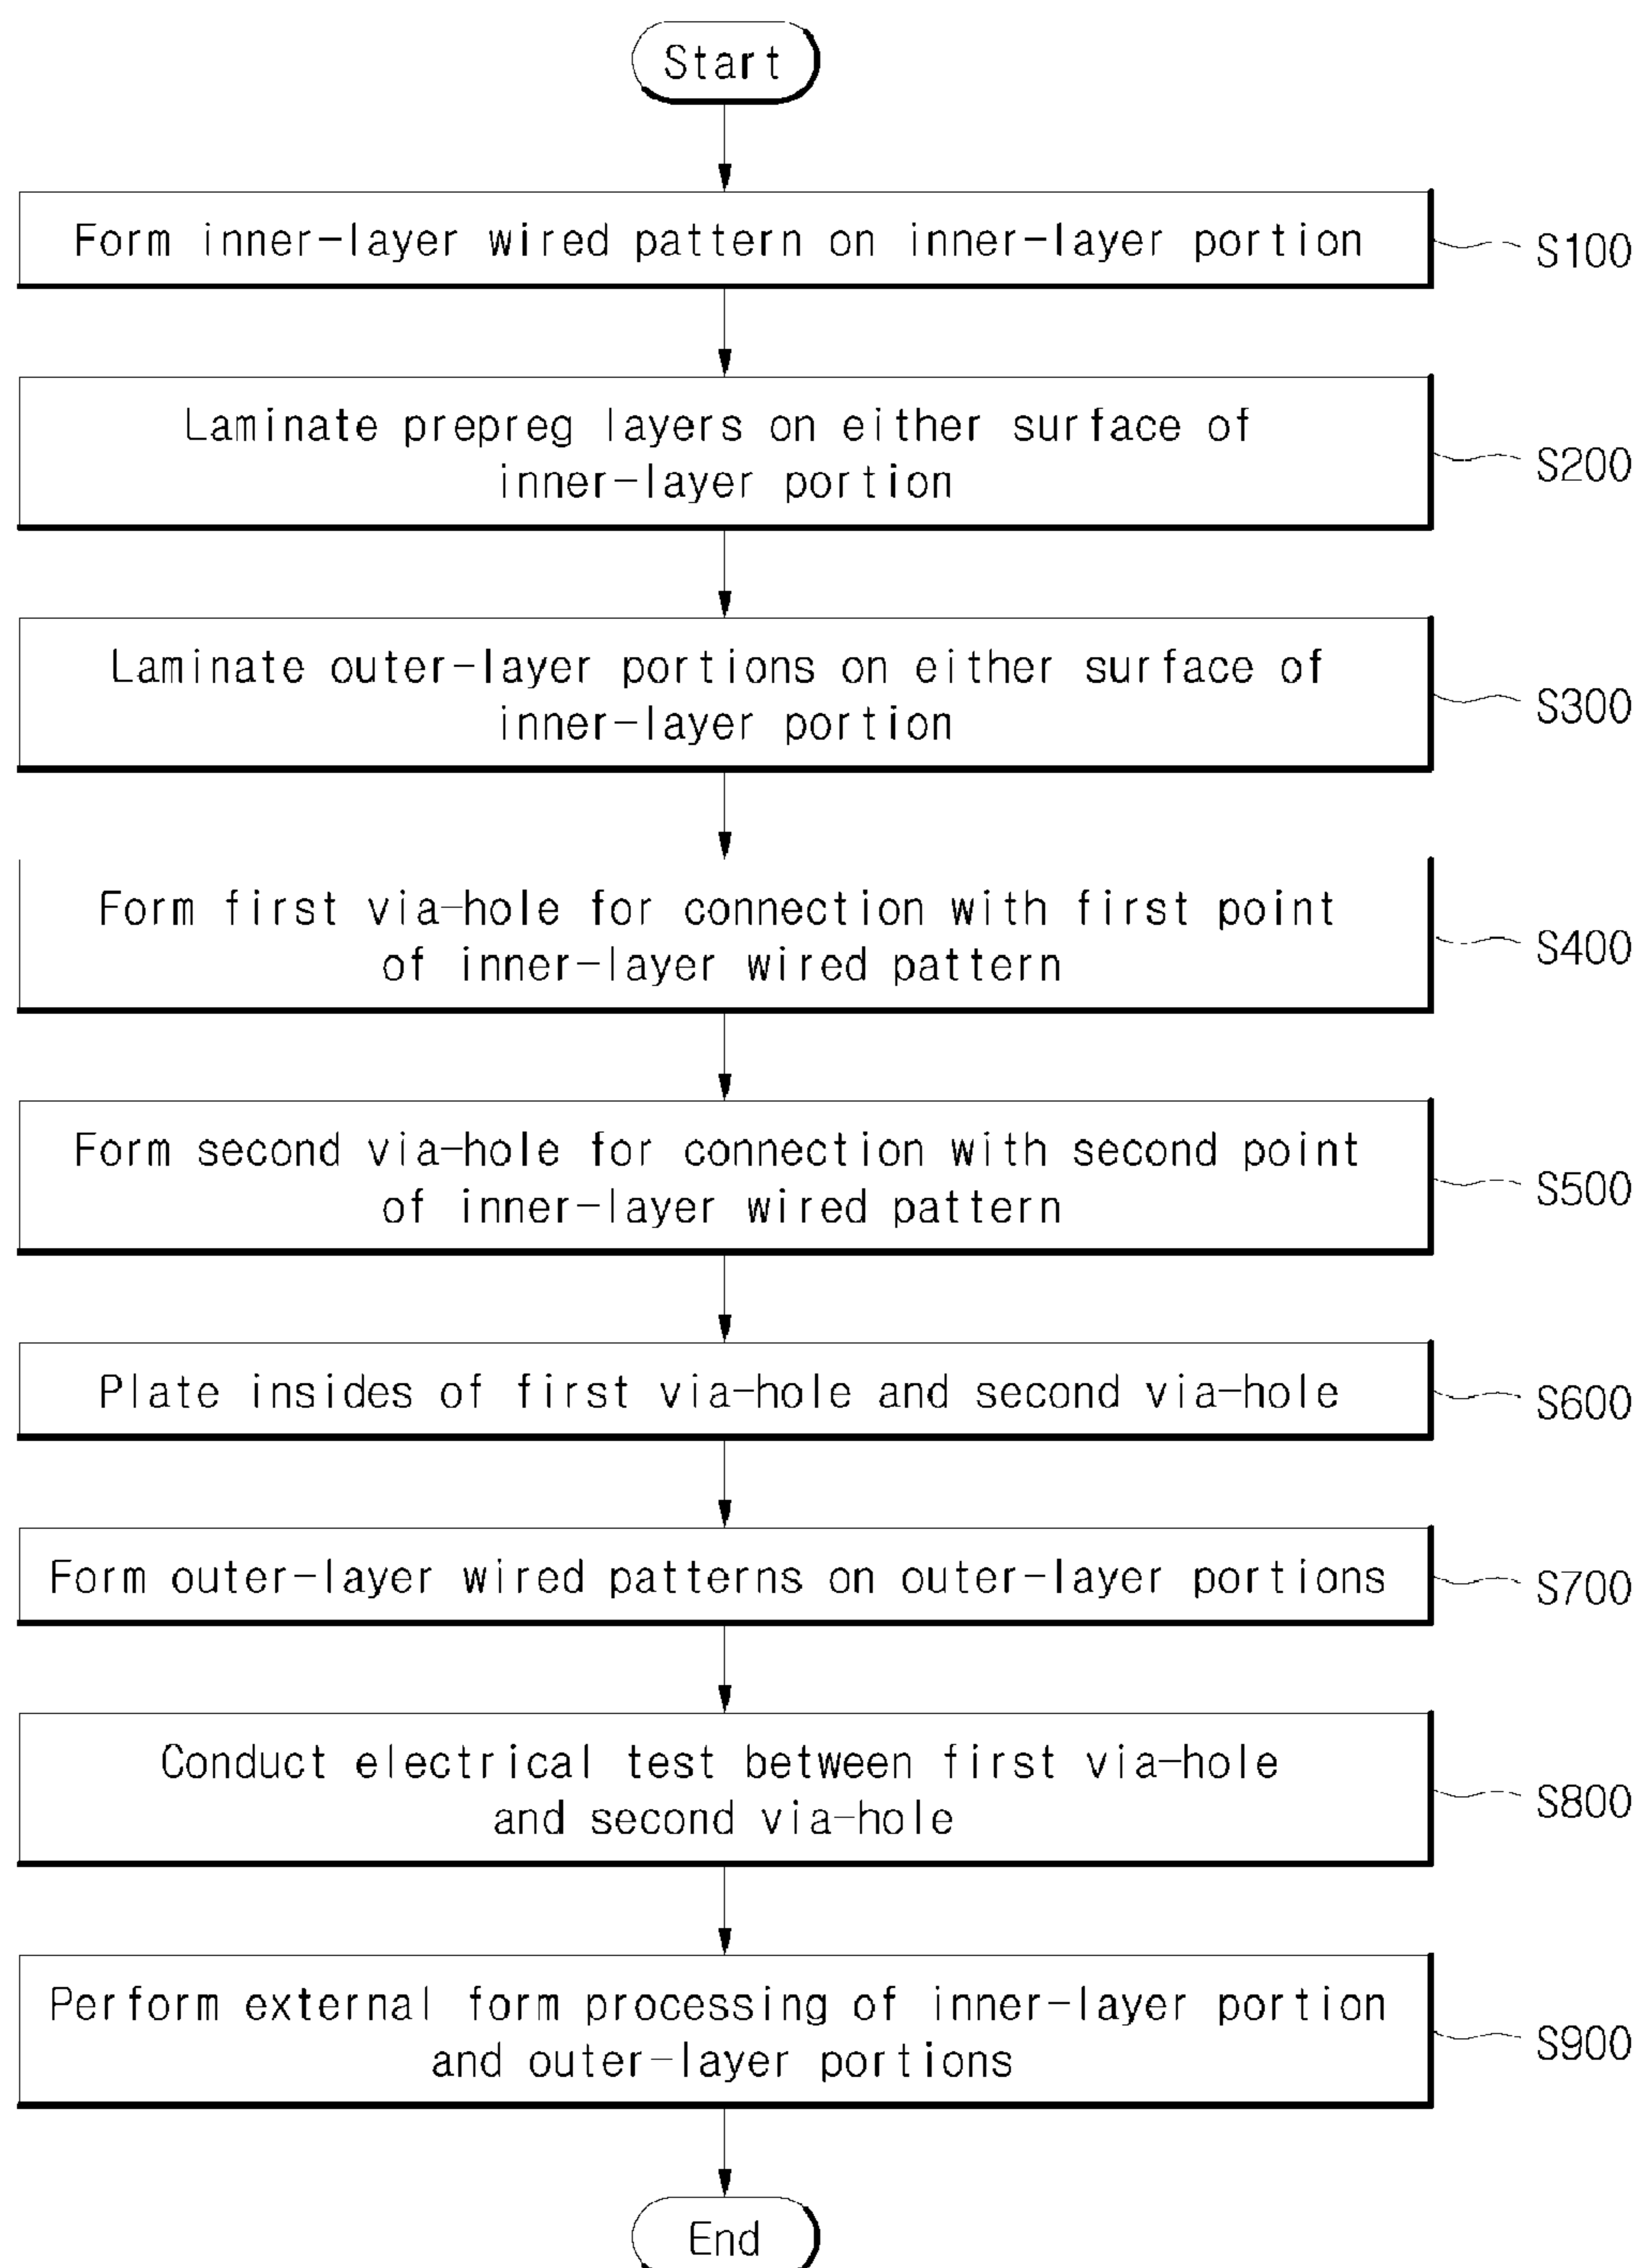 Start
Form inner-layer wired pattern on inner-layer portion
S100
Laminate prepreg layers on either surface of
inner-layer portion
S200
Laminate outer-layer portions on either surface of
inner-layer portion
S300
Form first via-hole for connection with first point
of inner-layer wired pattern
S400
Form second via-hole for connection with second point
of inner-layer wired pattern
S500
Plate insides of first via-hole and second via-hole
S600
Form outer-layer wired patterns on outer-layer portions
S700
Conduct electrical test between first via-hole
and second via-hole
S800
Perform external form processing of inner-layer portion
and outer-layer portions
S900
End